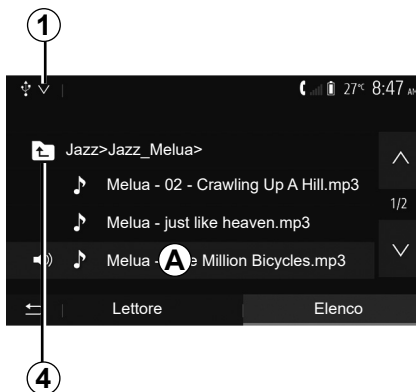 1
27°C 8:47 AM
Jazz>Jazz_Melua>
Melua - 02 - Crawling Up A Hill.mp3
Melua - just like heaven.mp3
1/2
Melua - A e Million Bicycles.mp3
Lettore Elenco
4